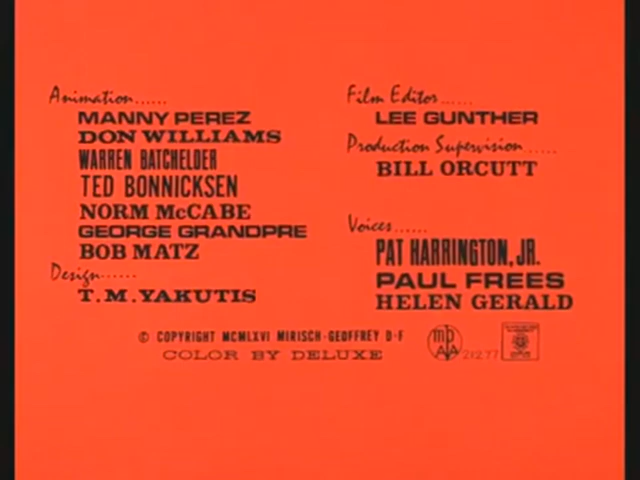 Animation......
MANNY PEREZ
DON WILLIAMS
WARREN BATCHELDER
TED BONNICKSEN
NORM McCABE
GEORGE GRANDPRE
BOB MATZ
Design......
T.M. YAKUTIS
Film Editor......
LEE GUNTHER
Production Supervision......
BILL ORCUTT
Voices......
PAT HARRINGTON, JR.
PAUL FREES
HELEN GERALD
© COPYRIGHT MCMLXVI MIRISCH-GEOFFREY D-F
COLOR BY DELUXE